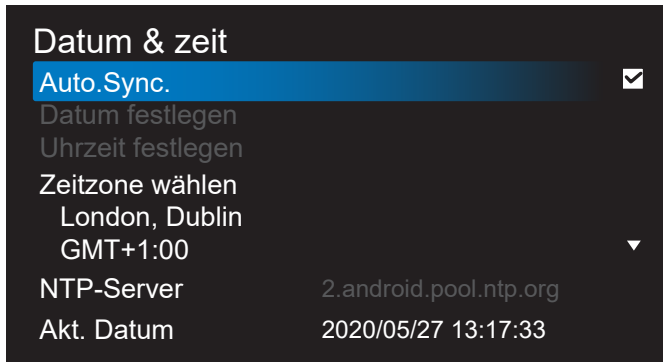 Datum & zeit
Auto.Sync.
Datum festlegen
Uhrzeit festlegen
Zeitzone wählen
London, Dublin
GMT+1:00
NTP-Server 2.android.pool.ntp.org
Akt. Datum 2020/05/27 13:17:33